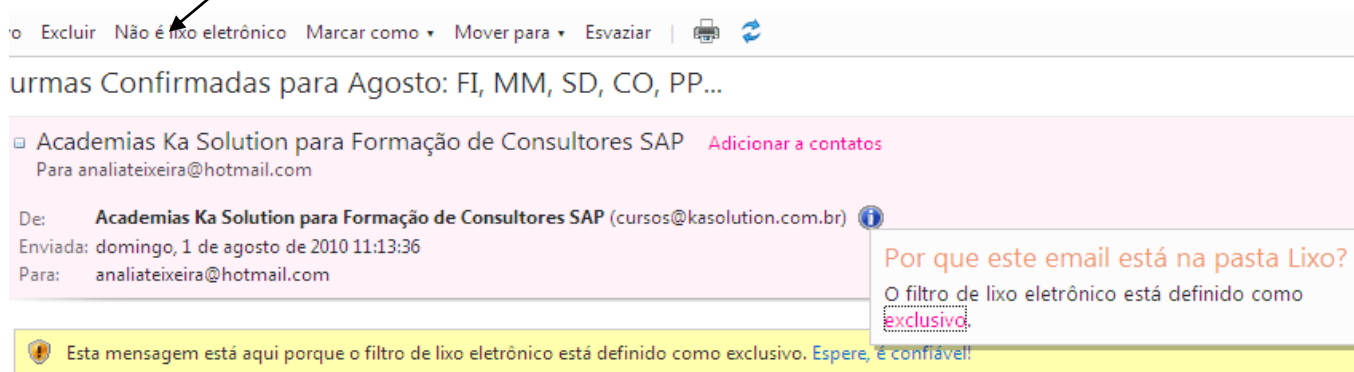 o Excluir Não é lixo eletrônico Marcar como Mover para Esvaziar
urmas Confirmadas para Agosto: FI, MM, SD, CO, PP...
Academias Ka Solution para Formação de Consultores SAP Adicionar a contatos
Para analiateixeira@hotmail.com
De: Academias Ka Solution para Formação de Consultores SAP (cursos@kasolution.com.br)
Enviada: domingo, 1 de agosto de 2010 11:13:36
Para: analiateixeira@hotmail.com
Por que este email está na pasta Lixo?
O filtro de lixo eletrônico está definido como
exclusivo.
Esta mensagem está aqui porque o filtro de lixo eletrônico está definido como exclusivo. Espere, é confiável!